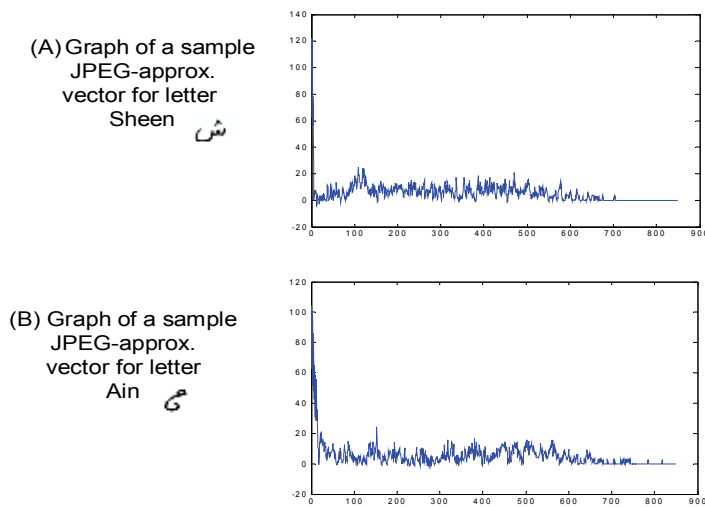 (A) Graph of a sample
JPEG-approx.
vector for letter
Sheen ش
140
120
100
80
60
40
20
0
-20
0 100 200 300 400 500 600 700 800 900
(B) Graph of a sample
JPEG-approx.
vector for letter
Ain ع
120
100
80
60
40
20
0
-20
0 100 200 300 400 500 600 700 800 900